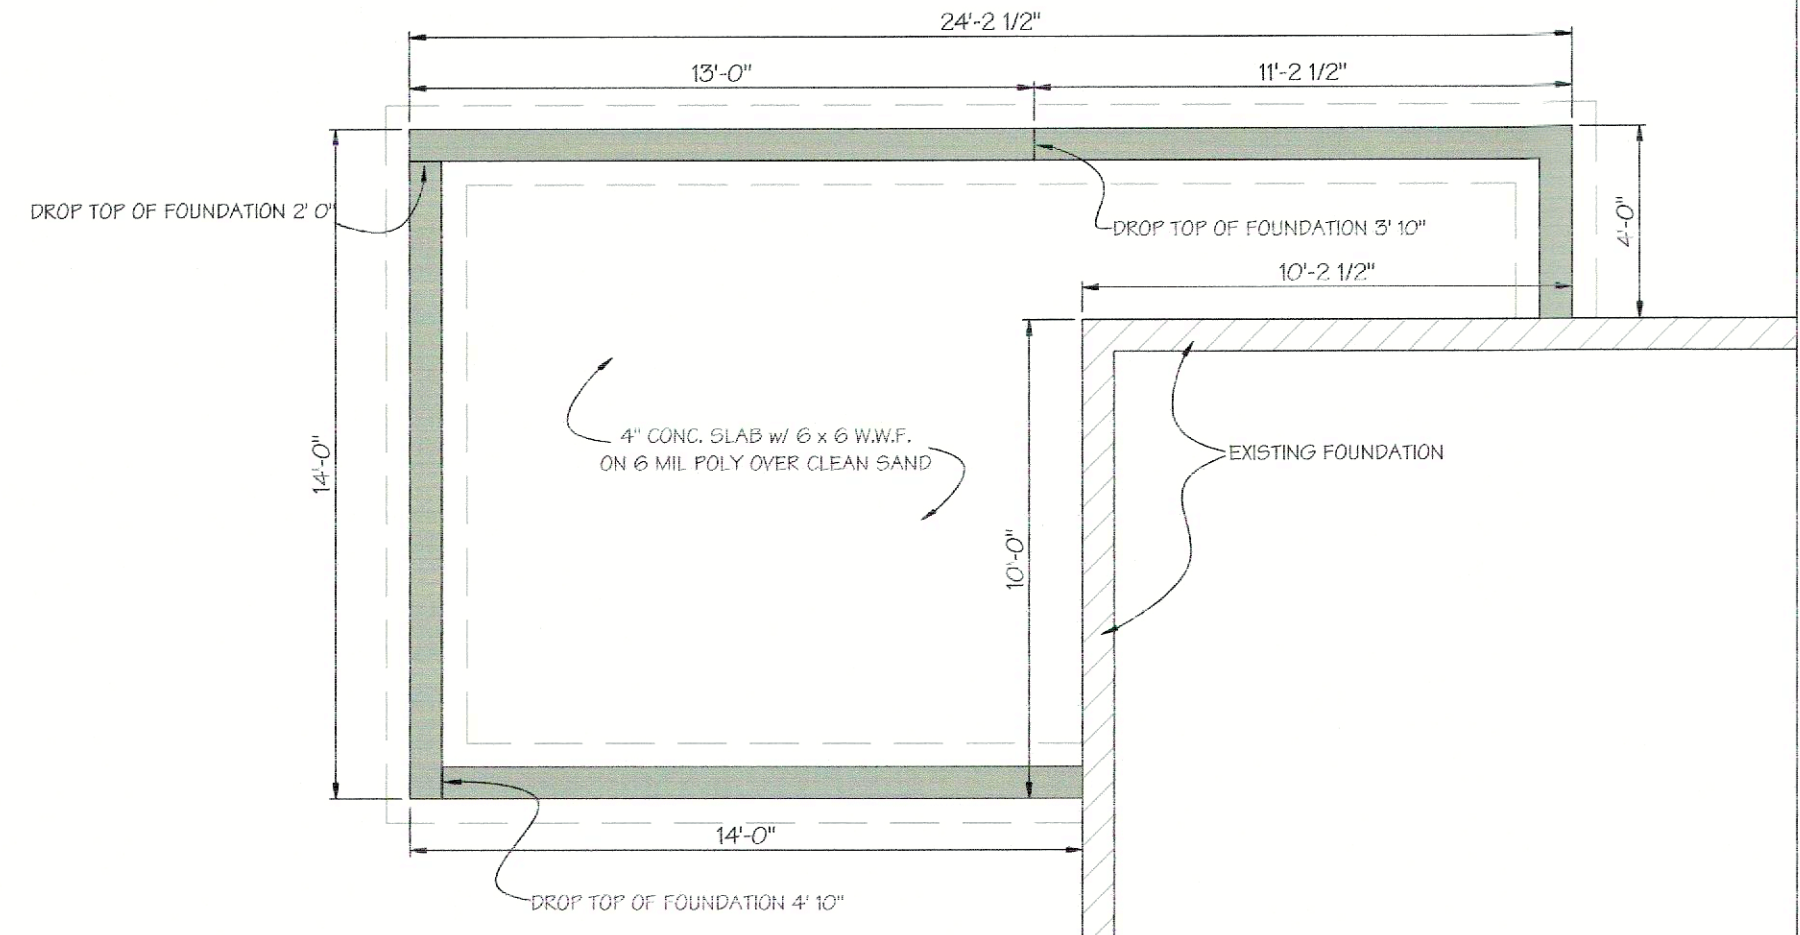 24'-2 1/2"
13'-0"
11'-2 1/2"
DROP TOP OF FOUNDATION 2' 0"
DROP TOP OF FOUNDATION 3' 10"
4'-0"
10'-2 1/2"
4" CONC. SLAB w/ 6 x 6 W.W.F.
ON 6 MIL POLY OVER CLEAN SAND
EXISTING FOUNDATION
14'-0"
10'-0"
14'-0"
DROP TOP OF FOUNDATION 4' 10"